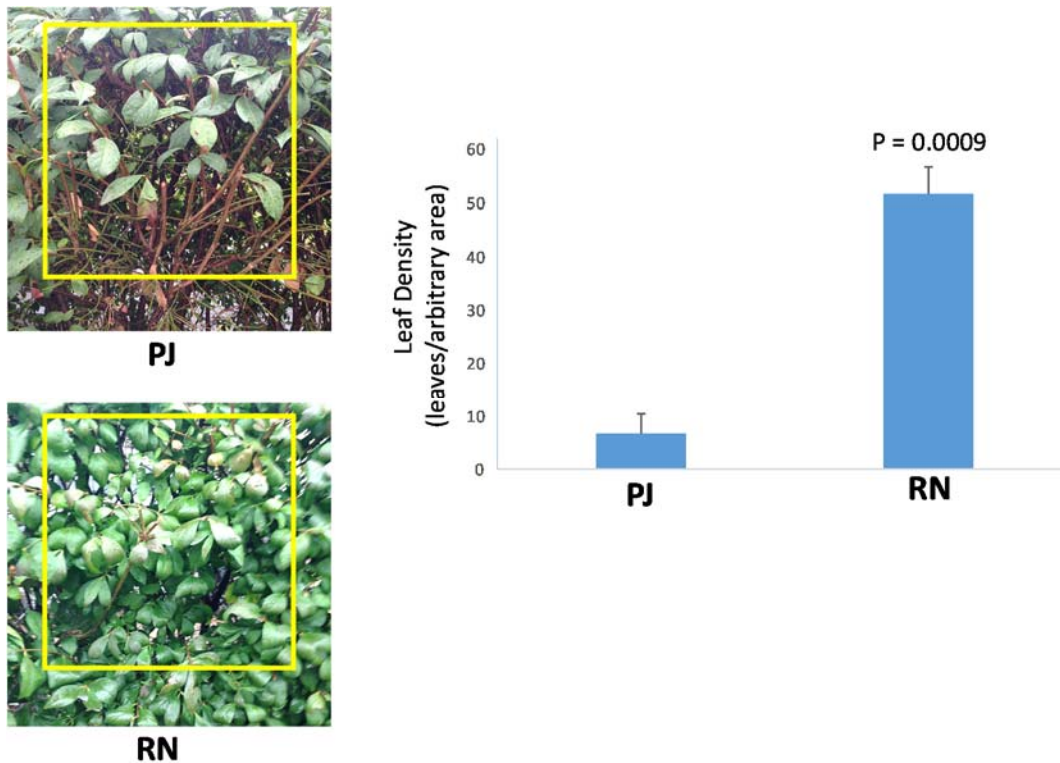 PJ
RN
P = 0.0009
Leaf Density
(leaves/arbitrary area)
60
50
40
30
20
10
0
PJ
RN